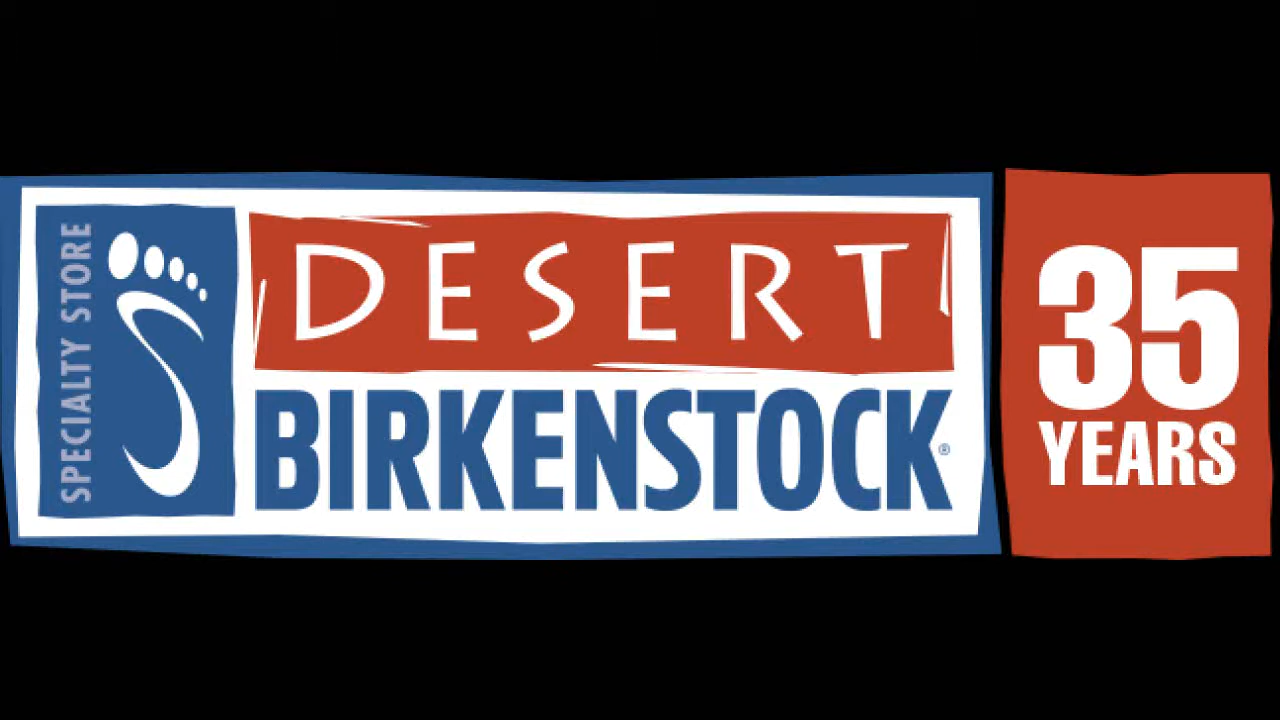 SPECIALTY STORE
DESERT
BIRKENSTOCK®
35
YEARS